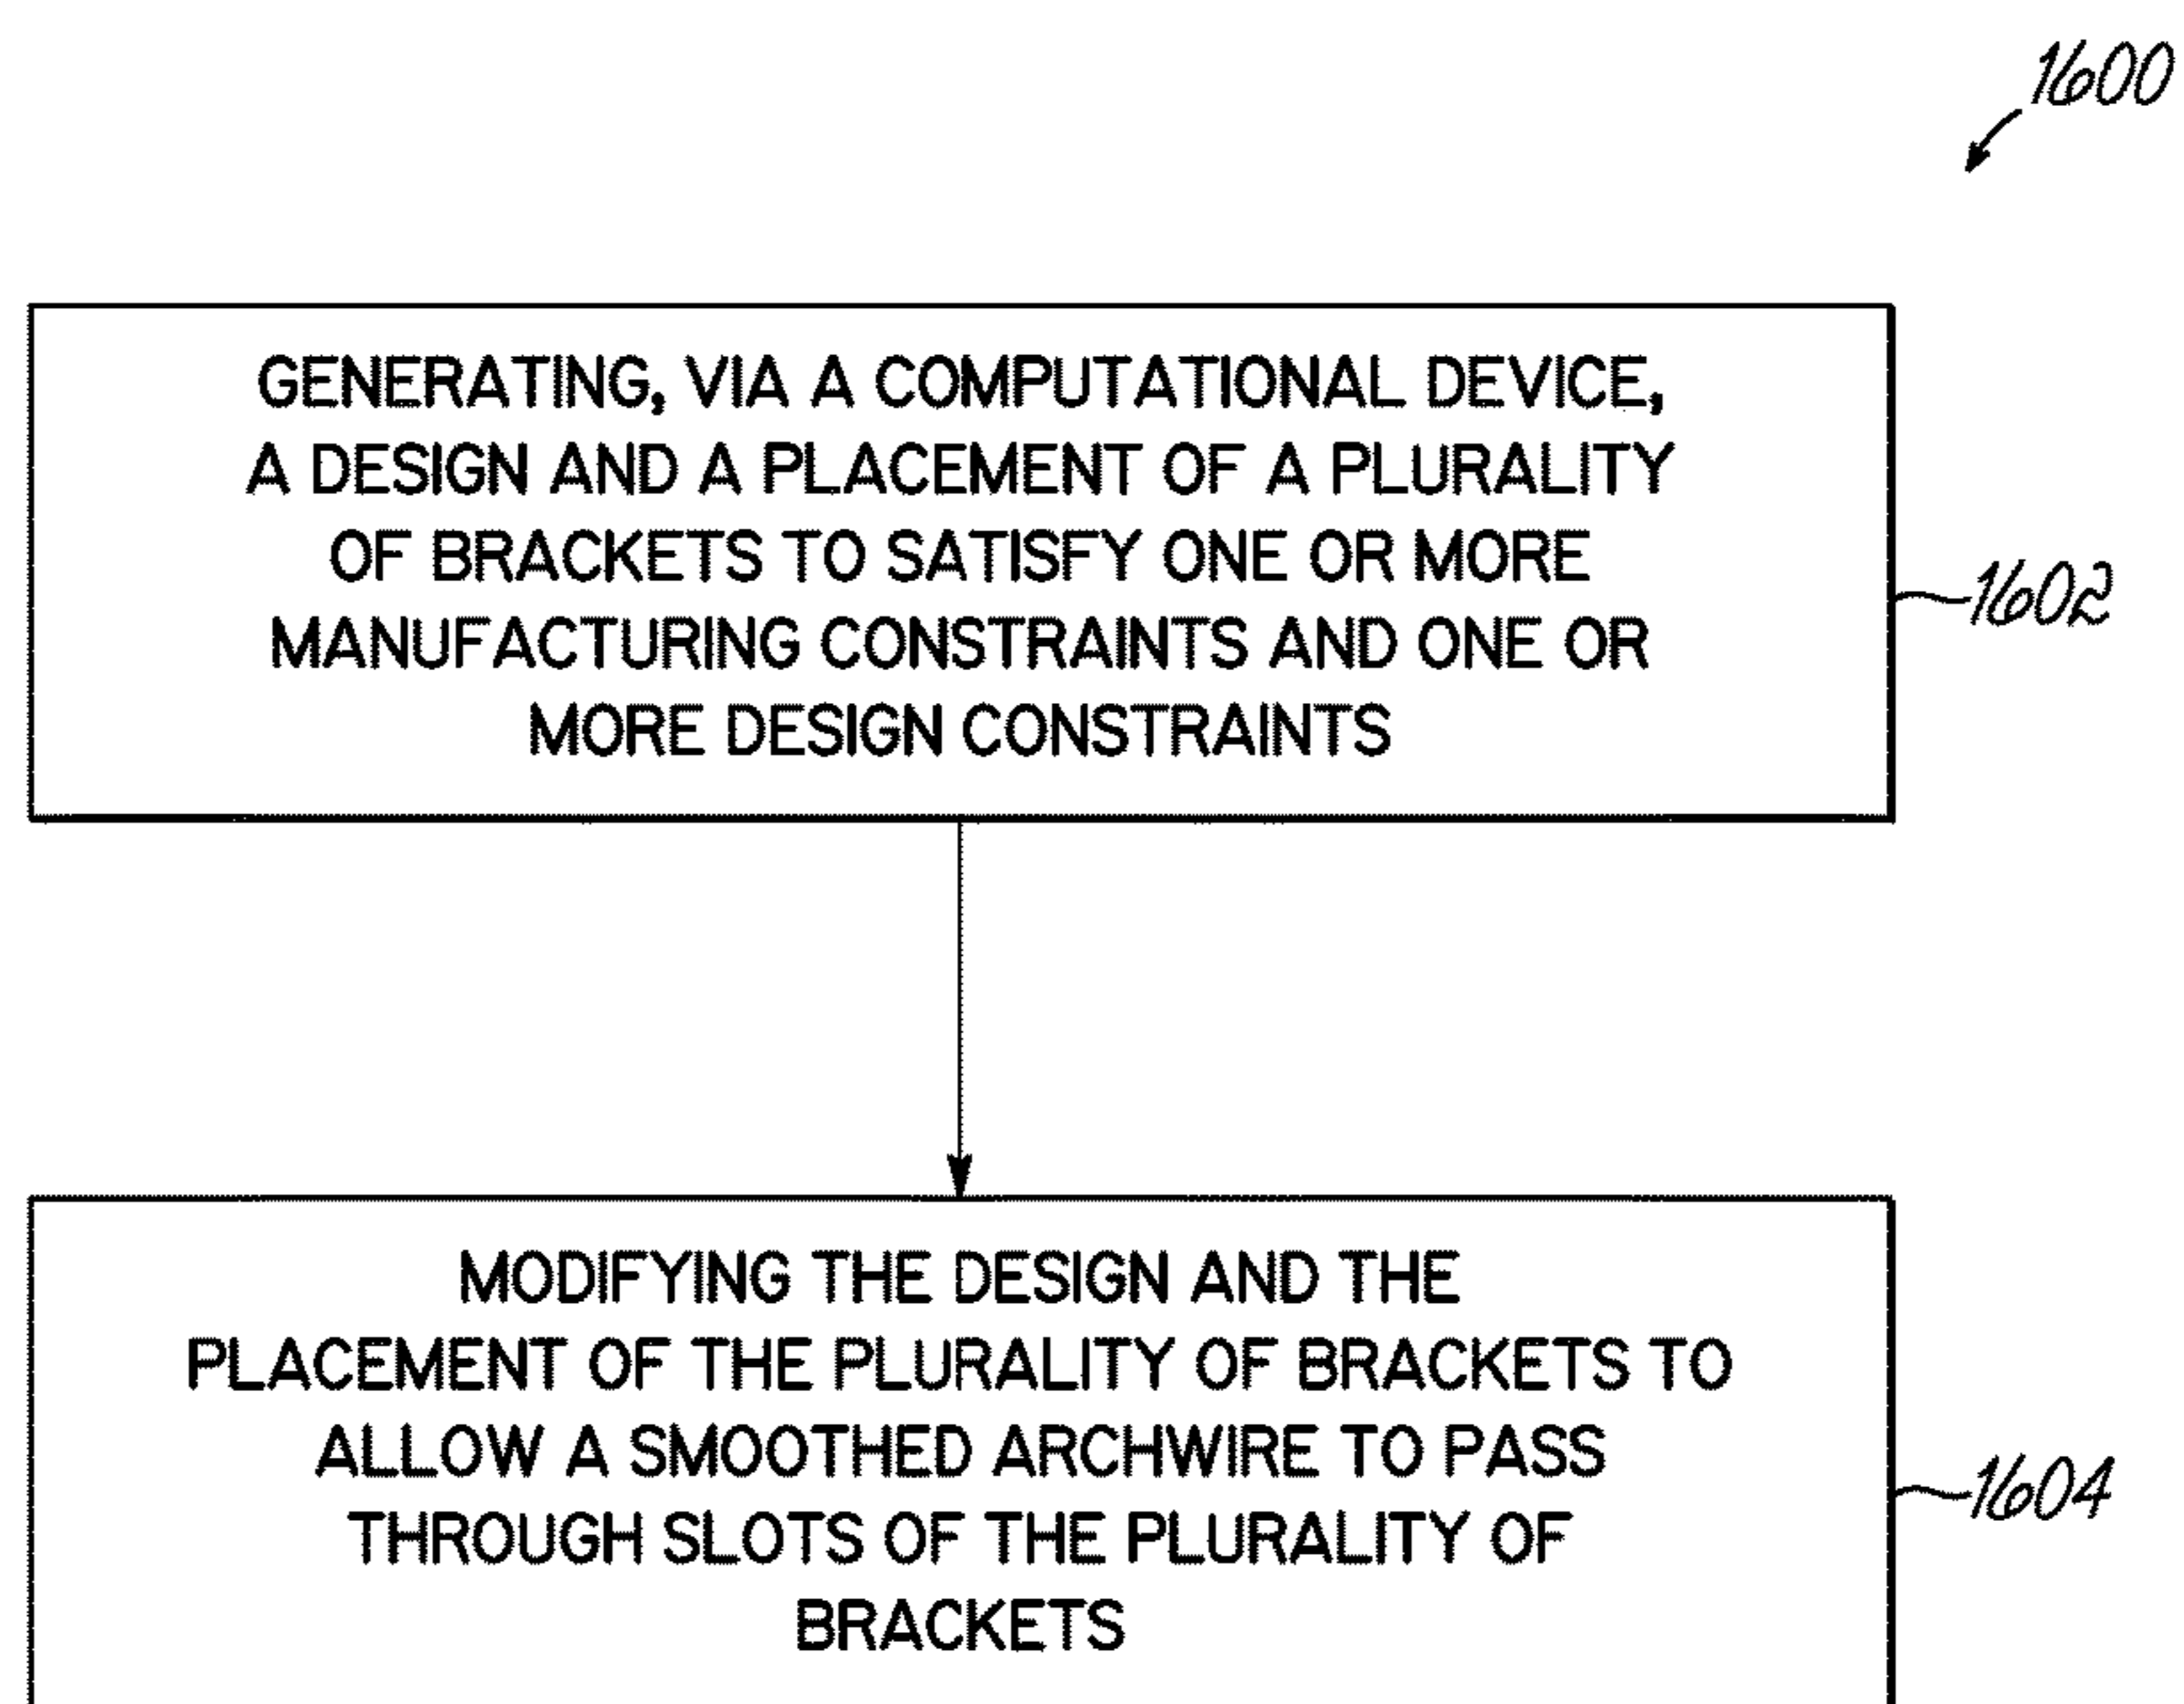 1600
GENERATING, VIA A COMPUTATIONAL DEVICE,
A DESIGN AND A PLACEMENT OF A PLURALITY
OF BRACKETS TO SATISFY ONE OR MORE
MANUFACTURING CONSTRAINTS AND ONE OR
MORE DESIGN CONSTRAINTS
1602
MODIFYING THE DESIGN AND THE
PLACEMENT OF THE PLURALITY OF BRACKETS TO
ALLOW A SMOOTHED ARCHWIRE TO PASS
THROUGH SLOTS OF THE PLURALITY OF
BRACKETS
1604